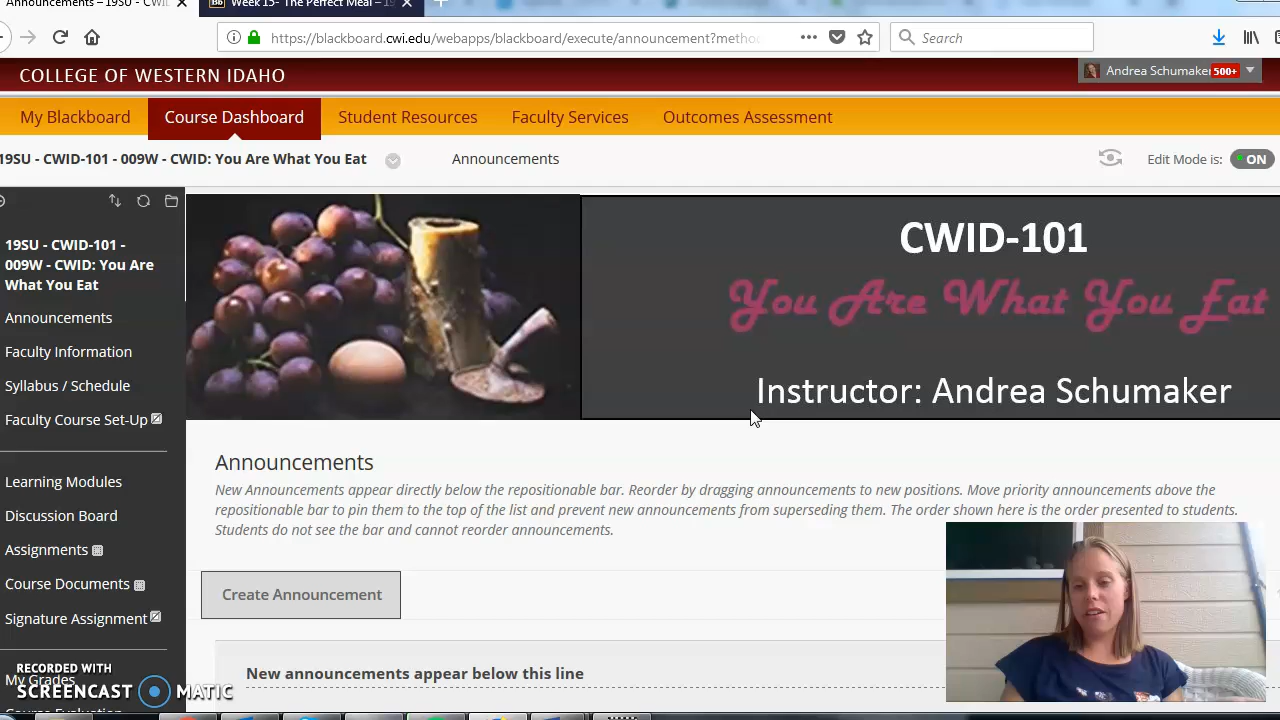 Announcements – 19SU - CWI
Week 15- The Perfect Meal – 1
https://blackboard.cwi.edu/webapps/blackboard/execute/announcement?metho
Search
COLLEGE OF WESTERN IDAHO
Andrea Schumaker 500+
My Blackboard
Course Dashboard
Student Resources
Faculty Services
Outcomes Assessment
19SU - CWID-101 - 009W - CWID: You Are What You Eat
Announcements
Edit Mode is: ON
19SU - CWID-101 -
009W - CWID: You Are
What You Eat
Announcements
Faculty Information
Syllabus / Schedule
Faculty Course Set-Up
Learning Modules
Discussion Board
Assignments
Course Documents
Signature Assignment
My Grades
CWID-101
You Are What You Eat
Instructor: Andrea Schumaker
Announcements
New Announcements appear directly below the repositionable bar. Reorder by dragging announcements to new positions. Move priority announcements above the
repositionable bar to pin them to the top of the list and prevent new announcements from superseding them. The order shown here is the order presented to students.
Students do not see the bar and cannot reorder announcements.
Create Announcement
New announcements appear below this line
RECORDED WITH
SCREENCAST MATIC